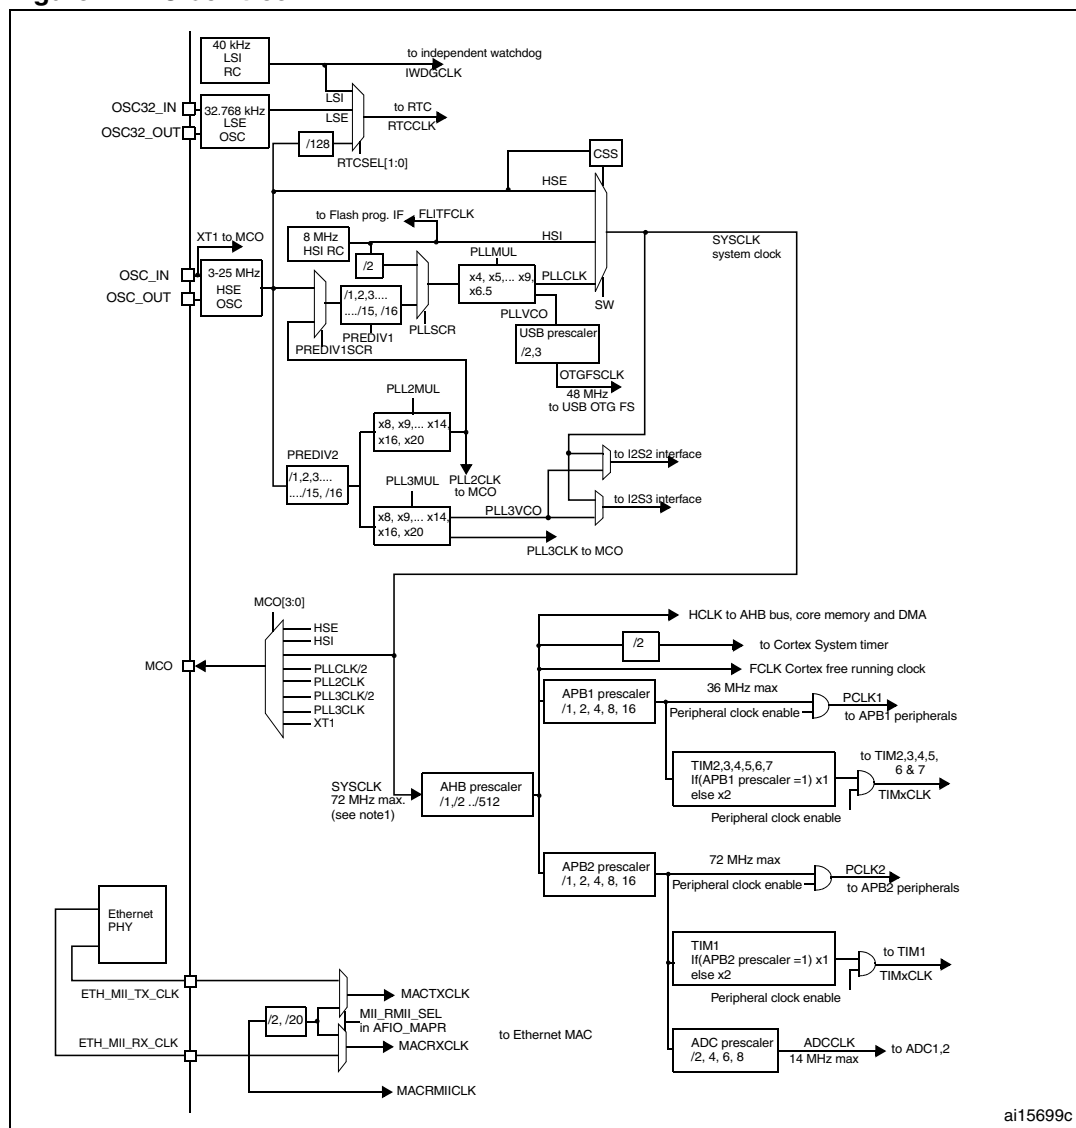 40 kHz
LSI
RC
to independent watchdog
IWDGCLK
OSC32_IN
OSC32_OUT
32.768 kHz
LSE
OSC
LSI
LSE
to RTC
RTCCLK
/128
RTCSEL[1:0]
CSS
HSE
to Flash prog. IF
FLITFCLK
XT1 to MCO
8 MHz
HSI RC
HSI
SYSCLK
system clock
/2
PLLMUL
OSC_IN
OSC_OUT
3-25 MHz
HSE
OSC
x4, x5,... x9,
x6.5
PLLCLK
/1,2,3....
..../15, /16
SW
PLLVCO
PLLSCR
PREDIV1
PREDIV1SCR
USB prescaler
/2,3
OTGFSCLK
48 MHz
to USB OTG FS
PLL2MUL
x8, x9,... x14,
x16, x20
PREDIV2
/1,2,3....
..../15, /16
PLL2CLK
to MCO
to I2S2 interface
PLL3MUL
to I2S3 interface
x8, x9,... x14,
x16, x20
PLL3VCO
PLL3CLK to MCO
MCO[3:0]
HSE
HSI
MCO
PLLCLK/2
PLL2CLK
PLL3CLK/2
PLL3CLK
XT1
HCLK to AHB bus, core memory and DMA
/2
to Cortex System timer
FCLK Cortex free running clock
APB1 prescaler
/1, 2, 4, 8, 16
36 MHz max
PCLK1
Peripheral clock enable
to APB1 peripherals
TIM2,3,4,5,6,7
If(APB1 prescaler =1) x1
else x2
to TIM2,3,4,5,
6 & 7
TIMxCLK
Peripheral clock enable
SYSCLK
72 MHz max.
(see note1)
AHB prescaler
/1,/2 ../512
APB2 prescaler
/1, 2, 4, 8, 16
72 MHz max
PCLK2
Peripheral clock enable
to APB2 peripherals
TIM1
If(APB2 prescaler =1) x1
else x2
to TIM1
TIMxCLK
Peripheral clock enable
Ethernet
PHY
ETH_MII_TX_CLK
MACTXCLK
/2, /20
MII_RMII_SEL
in AFIO_MAPR
to Ethernet MAC
ETH_MII_RX_CLK
MACRXCLK
MACRMIICLK
ADC prescaler
/2, 4, 6, 8
ADCCLK
14 MHz max
to ADC1,2
ai15699c